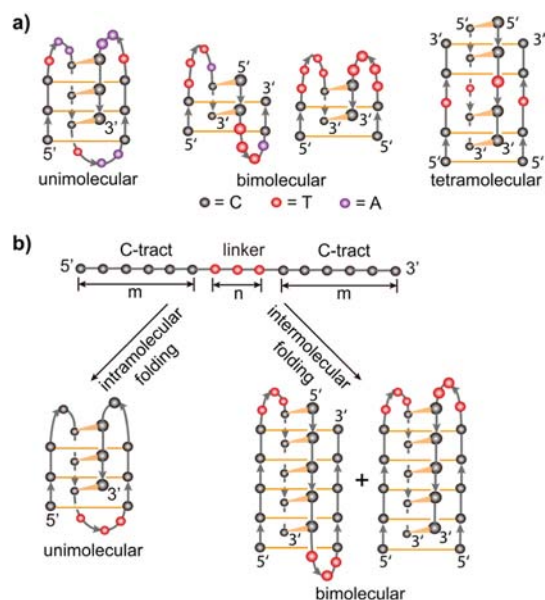 a)
5‘
3‘
3‘
5‘
3‘
3‘
5‘
3‘
5‘
3‘
5‘
5‘
5‘
3‘
3‘
5‘
5‘
unimolecular
bimolecular
tetramolecular
= C
= T
= A
b)
C-tract
linker
C-tract
5’
3’
m
n
m
intramolecular
folding
intermolecular
folding
5‘
3‘
3’
5’
+
3‘
3‘
3‘
5‘
5‘
5‘
unimolecular
bimolecular